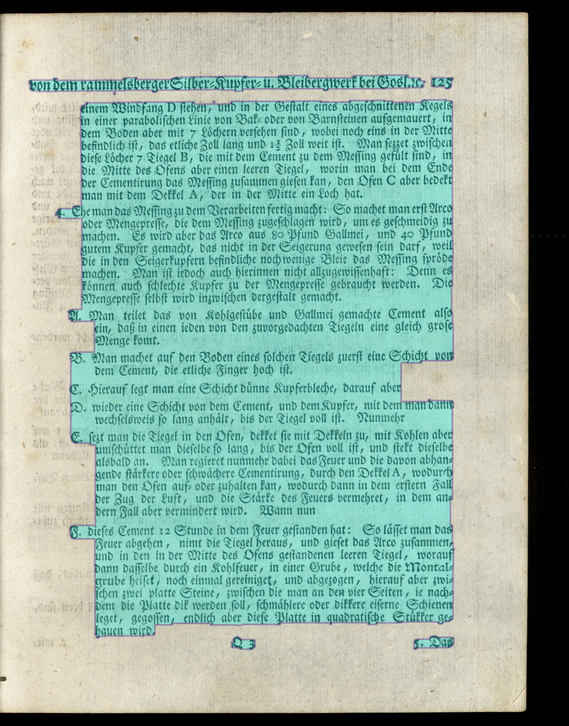 von dem rammelsberger Silber-Kupfer- u. Bleibergwerk bei Gosl. ꝛc. 125
einem Windfang D stehen, und in der Gestalt eines abgeschnittenen Kegels
in einer parabolischen Linie von Bak- oder von Barnsteinen aufgemauert, in
dem Boden aber mit 7 Löchern versehen sind, wobei noch eins in der Mitte
befindlich ist, das etliche Zoll lang und Zoll weit ist. Man sezzet zwischen
diese Löcher 7 Tiegel B, die mit dem Cement zu dem Messing gefült sind, in
die Mitte des Ofens aber einen leeren Tiegel, worin man bei dem Ende
der Cementirung das Messing zusammen giesen kan, den Ofen C aber bedekt
man mit dem Dekkel A, der in der Mitte ein Loch hat.
4. Ehe man das Messing zu dem Verarbeiten fertig macht: So machet man erst Arco
oder Mengepresse, die dem Messing zugeschlagen wird, um es geschmeidig zu
machen. Es wird aber das Arco aus 80 Pfund Gallmei, und 40 Pfund
gutem Kupfer gemacht, das nicht in der Seigerung gewesen sein darf, weil
die in den Seigerkupfern befindliche noch wenige Bleie das Messing spröde
machen. Man ist iedoch auch hierinnen nicht allzugewissenhaft: Denn es
können auch schlechte Kupfer zu der Mengepresse gebraucht werden. Die
Mengepresse selbst wird inzwischen dergestalt gemacht.
A. Man teilet das von Kohlgestübe und Gallmei gemachte Cement also
ein, daß in einen ieden von den zuvorgedachten Tiegeln eine gleich grose
Menge komt.
B. Man machet auf den Boden eines solchen Tiegels zuerst eine Schicht von
dem Cement, die etliche Finger hoch ist.
C. Hierauf legt man eine Schicht dünne Kupferbleche, darauf aber
D. wieder eine Schicht von dem Cement, und dem Kupfer, mit dem man dann
wechselsweis so lang anhält, bis der Tiegel voll ist. Nunmehr
E. sezt man die Tiegel in den Ofen, dekket sie mit Dekkeln zu, mit Kohlen aber
umschüttet man dieselbe so lang, bis der Ofen voll ist, und stekt dieselbe
alsbald an. Man regieret nunmehr dabei das Feuer und die davon abhan-
gende stärkere oder schwächere Cementirung, durch den Dekkel A, wodurch
man den Ofen auf- oder zuhalten kan, wodurch dann in dem erstern Fall
der Zug der Luft, und die Stärke des Feuers vermehret, in dem an-
dern Fall aber vermindert wird. Wann nun
F. dieses Cement 12 Stunde in dem Feuer gestanden hat: So lässet man das
Feuer abgehen, nimt die Tiegel heraus, und gieset das Arco zusammen,
und in den in der Mitte des Ofens gestandenen leeren Tiegel, worauf
dann dasselbe durch ein Kohlfeuer, in einer Grube, welche die Montal-
grube heiset, noch einmal gereiniget, und abgezogen, hierauf aber zwi-
schen zwei platte Steine, zwischen die man an den vier Seiten, ie nach-
dem die Platte dik werden soll, schmählere oder dikkere eiserne Schienen
leget, gegossen, endlich aber diese Platte in quadratische Stükker ge-
hauen wird.
Q 3
5. Das